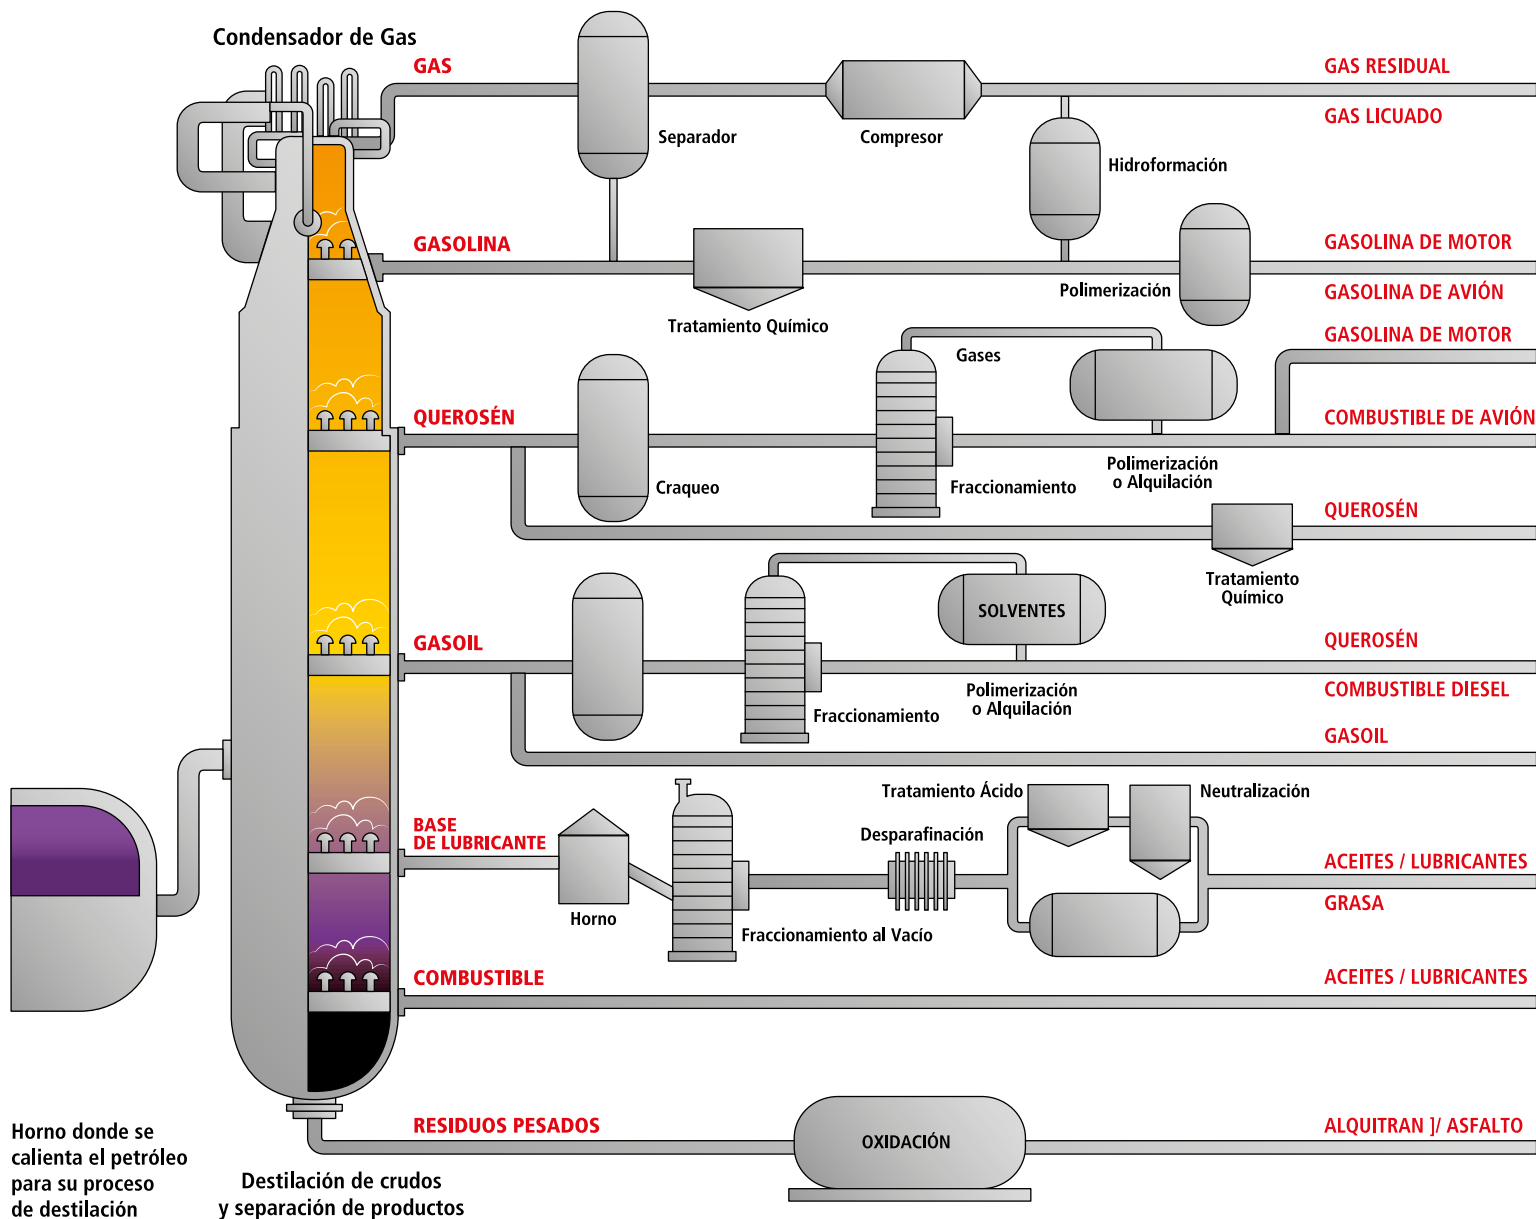 Condensador de Gas
GAS
GAS RESIDUAL
Separador
Compresor
GAS LICUADO
Hidroformación
GASOLINA
GASOLINA DE MOTOR
Polimerización
GASOLINA DE AVIÓN
Tratamiento Químico
GASOLINA DE MOTOR
Gases
QUEROSÉN
COMBUSTIBLE DE AVIÓN
Craqueo
Fraccionamiento
Polimerización
o Alquilación
QUEROSÉN
Tratamiento
Químico
SOLVENTES
GASOIL
QUEROSÉN
Fraccionamiento
Polimerización
o Alquilación
COMBUSTIBLE DIESEL
GASOIL
Tratamiento Ácido
Neutralización
BASE
DE LUBRICANTE
Desparafinación
ACEITES / LUBRICANTES
Horno
Fraccionamiento al Vacío
GRASA
COMBUSTIBLE
ACEITES / LUBRICANTES
RESIDUOS PESADOS
OXIDACIÓN
ALQUITRAN ]/ ASFALTO
Horno donde se
calienta el petróleo
para su proceso
de destilación
Destilación de crudos
y separación de productos